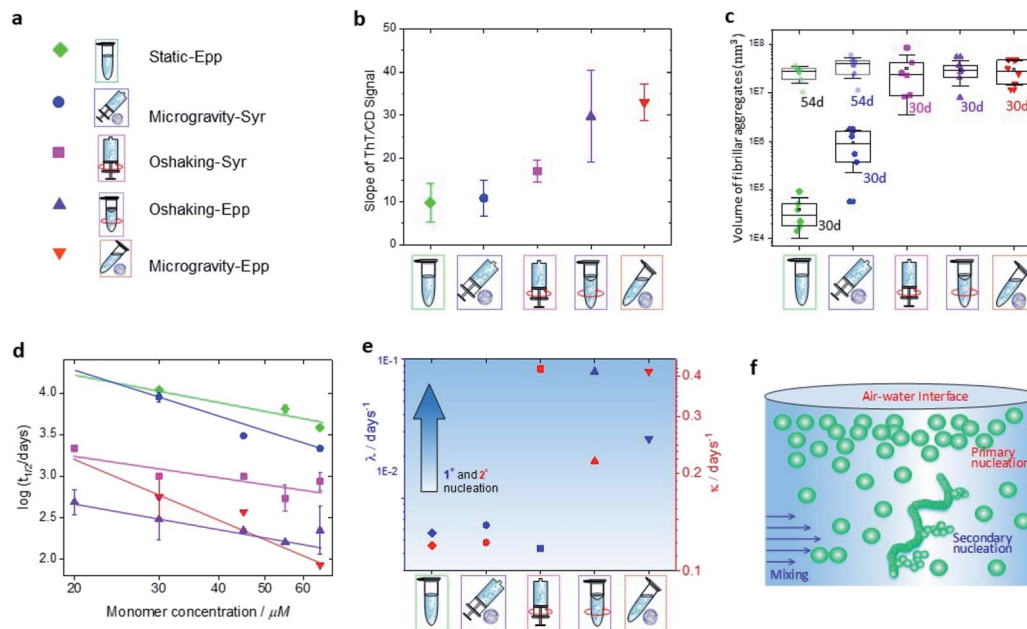 a
Static-Epp
Microgravity-Syr
Oshaking-Syr
Oshaking-Epp
Microgravity-Epp
b
Slope of ThT/CD Signal
50
40
30
20
10
0
c
Volume of fibrillar aggregates (nm³)
1E8
1E7
1E6
1E5
1E4
54d
54d
30d
30d
30d
30d
30d
d
log (t1/2/days)
4.0
3.5
3.0
2.5
2.0
20
30
40
50
60
Monomer concentration / μM
e
λ / days⁻¹
1E-1
1E-2
1° and 2°
nucleation
0.4
0.3
0.2
0.1
κ / days⁻¹
f
Air-water Interface
Primary
nucleation
Secondary
nucleation
Mixing